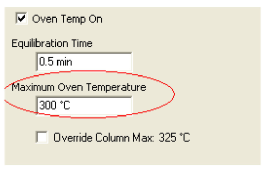 Oven Temp On
Equilibration Time
0.5 min
Maximum Oven Temperature
300 °C
Override Column Max: 325 °C